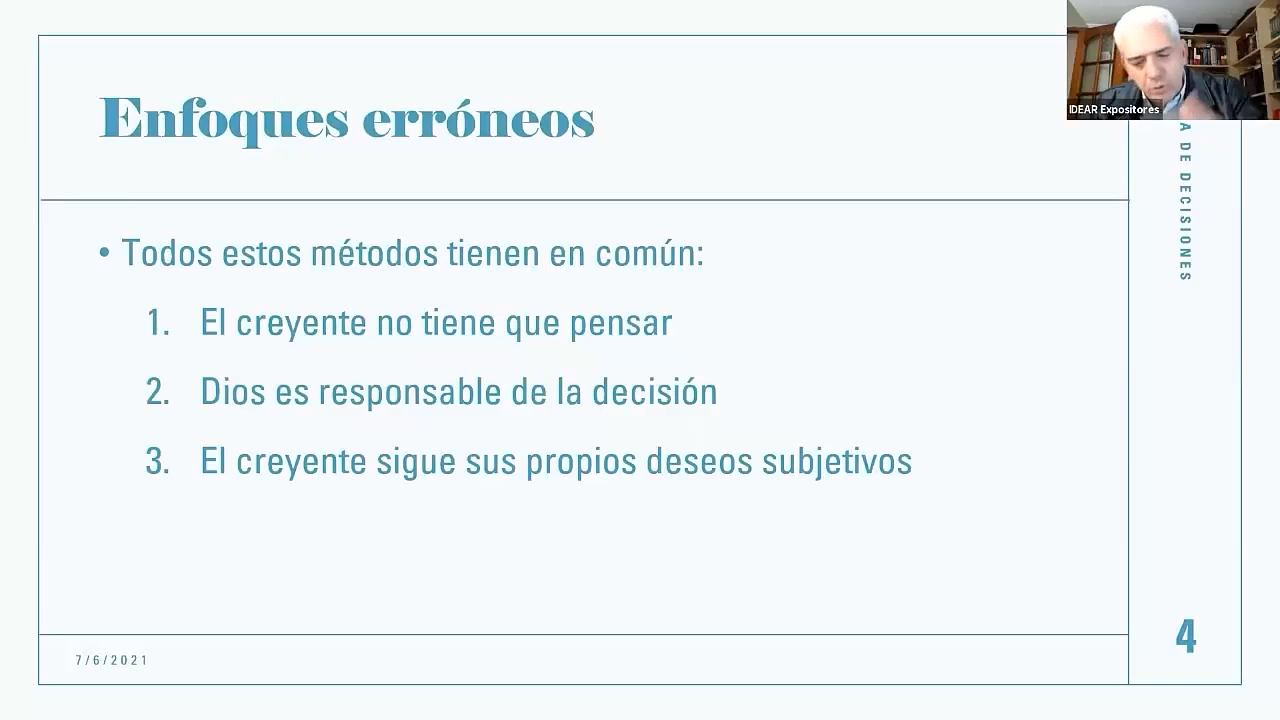 Enfoques erróneos
IDEAR Expositores
A DE DECISIONES
• Todos estos métodos tienen en común:
1. El creyente no tiene que pensar
2. Dios es responsable de la decisión
3. El creyente sigue sus propios deseos subjetivos
7/6/2021
4